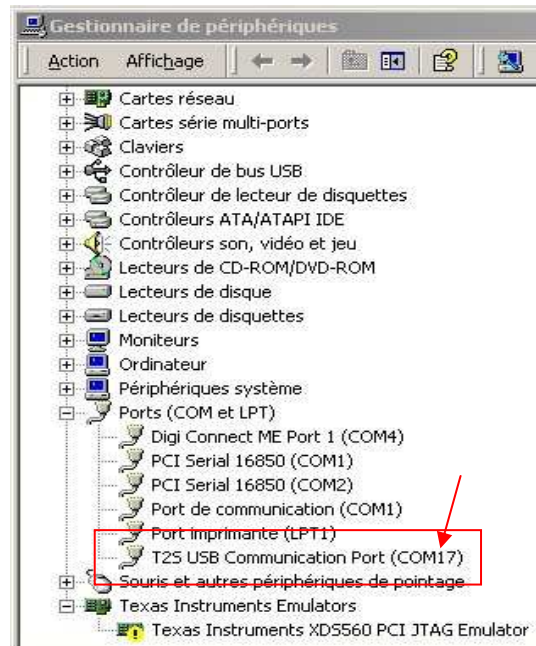 Gestionnaire de périphériques
Action Affichage
Cartes réseau
Cartes série multi-ports
Claviers
Contrôleur de bus USB
Contrôleur de lecteur de disquettes
Contrôleurs ATA/ATAPI IDE
Contrôleurs son, vidéo et jeu
Lecteurs de CD-ROM/DVD-ROM
Lecteurs de disque
Lecteurs de disquettes
Moniteurs
Ordinateur
Périphériques système
Ports (COM et LPT)
Digi Connect ME Port 1 (COM4)
PCI Serial 16850 (COM1)
PCI Serial 16850 (COM2)
Port de communication (COM1)
Port imprimante (LPT1)
T2S USB Communication Port (COM17)
Souris et autres périphériques de pointage
Texas Instruments Emulators
Texas Instruments XDS560 PCI JTAG Emulator